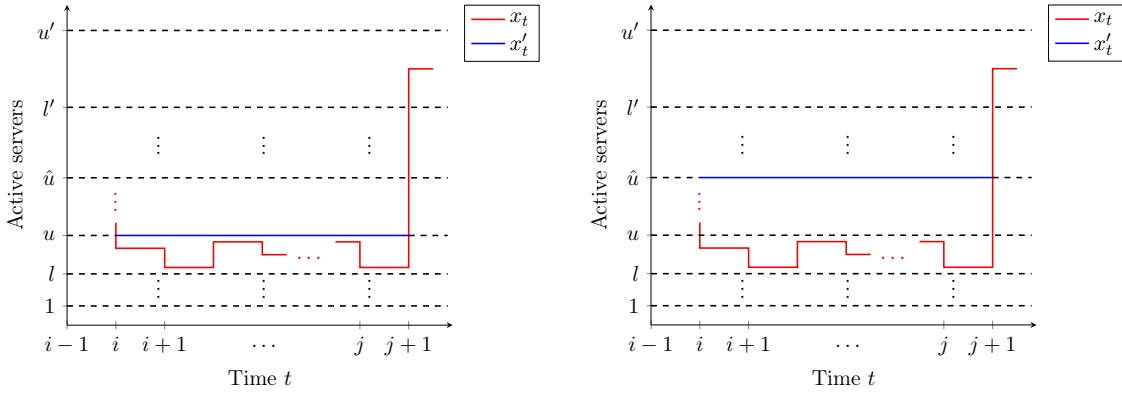 u′
x_t
x′_t
l′
⋮ ⋮ ⋮
û
⋮
u
⋯
l
⋮ ⋮ ⋮
1
i − 1 i i + 1 ⋯ j j + 1
Time t
Active servers
u′
x_t
x′_t
l′
⋮ ⋮ ⋮
û
⋮
u
⋯
l
⋮ ⋮ ⋮
1
i − 1 i i + 1 ⋯ j j + 1
Time t
Active servers